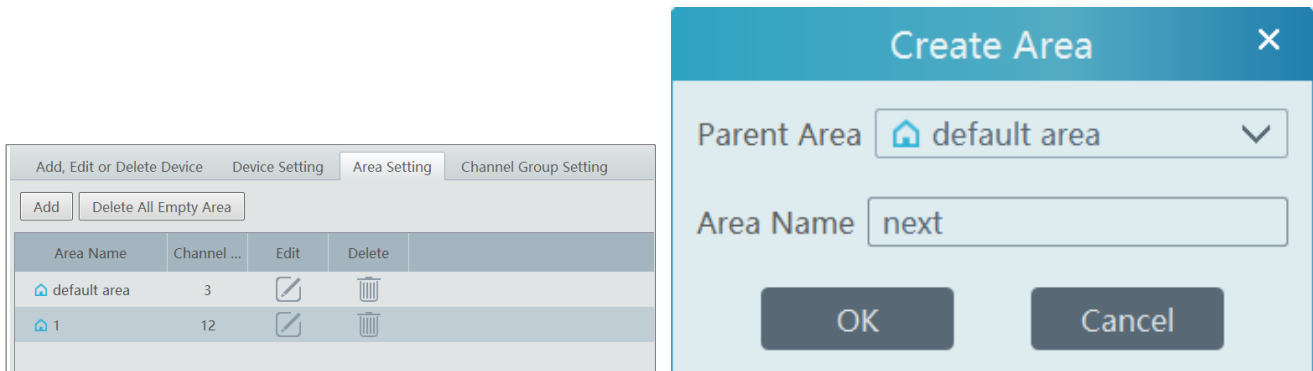 Add, Edit or Delete Device Device Setting Area Setting Channel Group Setting
Add Delete All Empty Area
Area Name Channel ... Edit Delete
default area 3
1 12
Create Area
Parent Area default area
Area Name next
OK Cancel